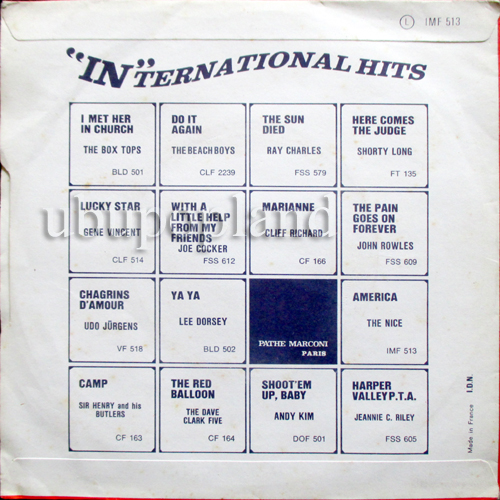 Ⓛ IMF 513
"IN"TERNATIONAL HITS
I MET HER
IN CHURCH
THE BOX TOPS
BLD 501
DO IT
AGAIN
THE BEACH BOYS
CLF 2239
THE SUN
DIED
RAY CHARLES
FSS 579
HERE COMES
THE JUDGE
SHORTY LONG
FT 135
LUCKY STAR
GENE VINCENT
CLF 514
WITH A
LITTLE HELP
FROM MY
FRIENDS
JOE COCKER
FSS 612
MARIANNE
CLIFF RICHARD
CF 166
THE PAIN
GOES ON
FOREVER
JOHN ROWLES
FSS 609
CHAGRINS
D'AMOUR
UDO JÜRGENS
VF 518
YA YA
LEE DORSEY
BLD 502
PATHE MARCONI
PARIS
AMERICA
THE NICE
IMF 513
CAMP
SIR HENRY and his
BUTLERS
CF 163
THE RED
BALLOON
THE DAVE
CLARK FIVE
CF 164
SHOOT'EM
UP, BABY
ANDY KIM
DOF 501
HARPER
VALLEY P.T.A.
JEANNIE C. RILEY
FSS 605
Made in France I.D.N.
ubupopland